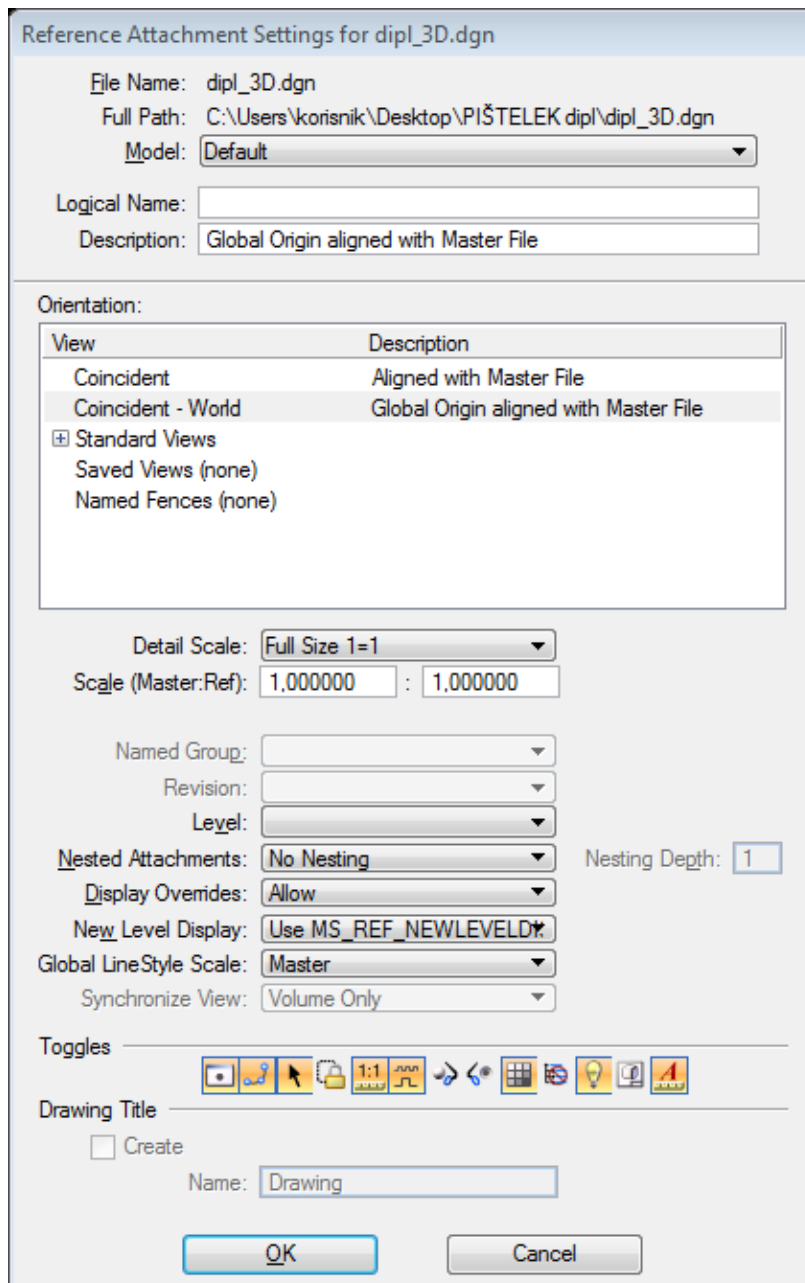 Reference Attachment Settings for dipl_3D.dgn
File Name: dipl_3D.dgn
Full Path: C:\Users\korisnik\Desktop\PIŠTELEK dipl\dipl_3D.dgn
Model: Default
Logical Name:
Description: Global Origin aligned with Master File
Orientation:
View Description
Coincident Aligned with Master File
Coincident - World Global Origin aligned with Master File
Standard Views
Saved Views (none)
Named Fences (none)
Detail Scale: Full Size 1=1
Scale (Master:Ref): 1,000000 : 1,000000
Named Group:
Revision:
Level:
Nested Attachments: No Nesting Nesting Depth: 1
Display Overrides: Allow
New Level Display: Use MS_REF_NEWLEVELDI
Global LineStyle Scale: Master
Synchronize View: Volume Only
Toggles
1:1 A
Drawing Title
Create
Name: Drawing
OK Cancel